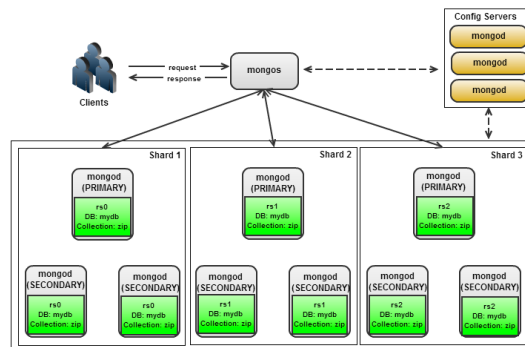 Config Servers
mongod
mongod
mongod
request
response
mongos
Clients
Shard 1
mongod
(PRIMARY)
rs0
DB: mydb
Collection: zip
mongod
(SECONDARY)
rs0
DB: mydb
Collection: zip
mongod
(SECONDARY)
rs0
DB: mydb
Collection: zip
Shard 2
mongod
(PRIMARY)
rs1
DB: mydb
Collection: zip
mongod
(SECONDARY)
rs1
DB: mydb
Collection: zip
mongod
(SECONDARY)
rs1
DB: mydb
Collection: zip
Shard 3
mongod
(PRIMARY)
rs2
DB: mydb
Collection: zip
mongod
(SECONDARY)
rs2
DB: mydb
Collection: zip
mongod
(SECONDARY)
rs2
DB: mydb
Collection: zip